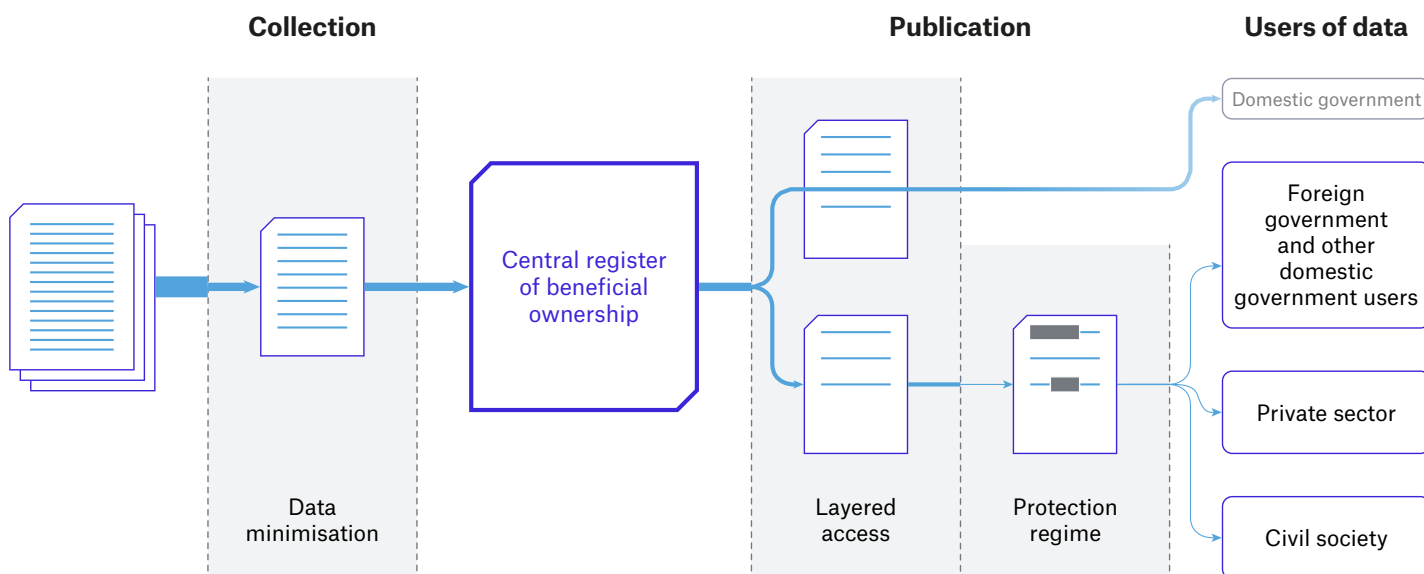 Collection
Publication
Users of data
Domestic government
Foreign
government
and other
domestic
government users
Central register
of beneficial
ownership
Private sector
Data
minimisation
Layered
access
Protection
regime
Civil society